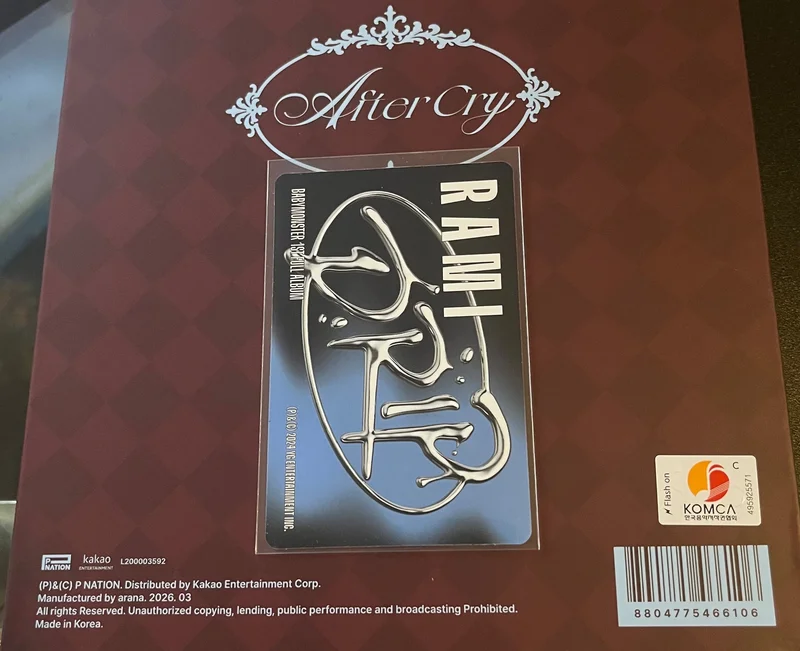 After Cry
RAMI
BABYMONSTER 1ST FULL ALBUM
DRIP
(P)&(C) 2024 YG ENTERTAINMENT INC.
Flash on
C
495925571
KOMCA
한국음악저작권협회
P NATION
kakao
ENTERTAINMENT
L200003592
(P)&(C) P NATION. Distributed by Kakao Entertainment Corp.
Manufactured by arana. 2026. 03
All rights Reserved. Unauthorized copying, lending, public performance and broadcasting Prohibited.
Made in Korea.
8804775466106